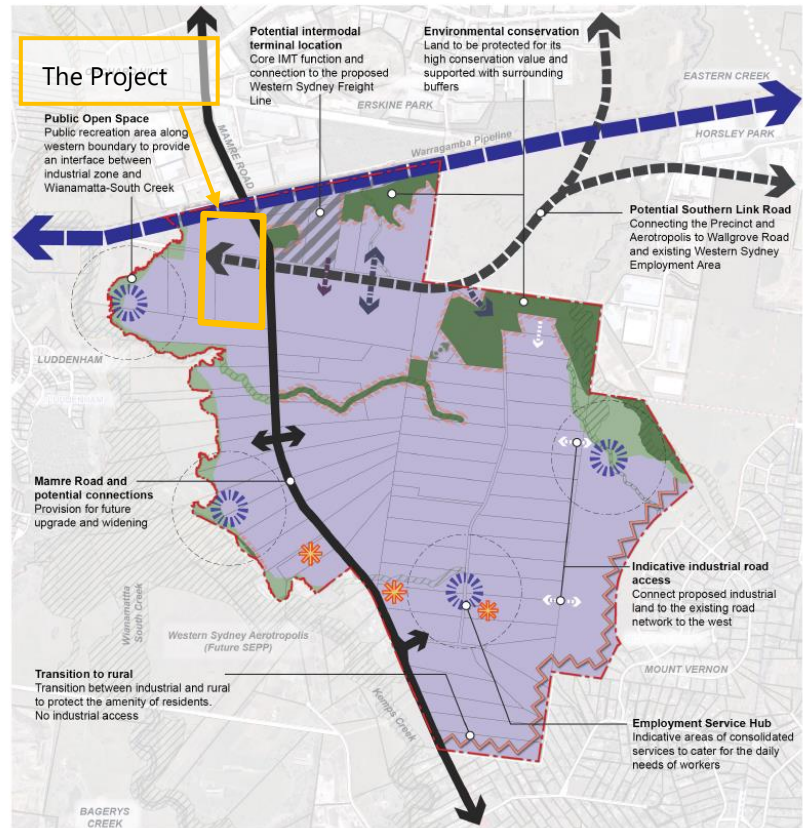 The Project
Potential intermodal
terminal location
Core IMT function and
connection to the proposed
Western Sydney Freight
Line
Environmental conservation
Land to be protected for its
high conservation value and
supported with surrounding
buffers
EASTERN CREEK
ERSKINE PARK
HORSLEY PARK
MAMRE ROAD
Warragamba Pipeline
Public Open Space
Public recreation area along
western boundary to provide
an interface between
industrial zone and
Wianamatta-South Creek
Potential Southern Link Road
Connecting the Precinct and
Aerotropolis to Wallgrove Road
and existing Western Sydney
Employment Area
LUDDENHAM
Mamre Road and
potential connections
Provision for future
upgrade and widening
Indicative industrial road
access
Connect proposed industrial
land to the existing road
network to the west
Wianamattta
South Creek
Western Sydney Aerotropolis
(Future SEPP)
MOUNT VERNON
Transition to rural
Transition between industrial and rural
to protect the amenity of residents.
No industrial access
Kemps Creek
Employment Service Hub
Indicative areas of consolidated
services to cater for the daily
needs of workers
BAGERYS
CREEK